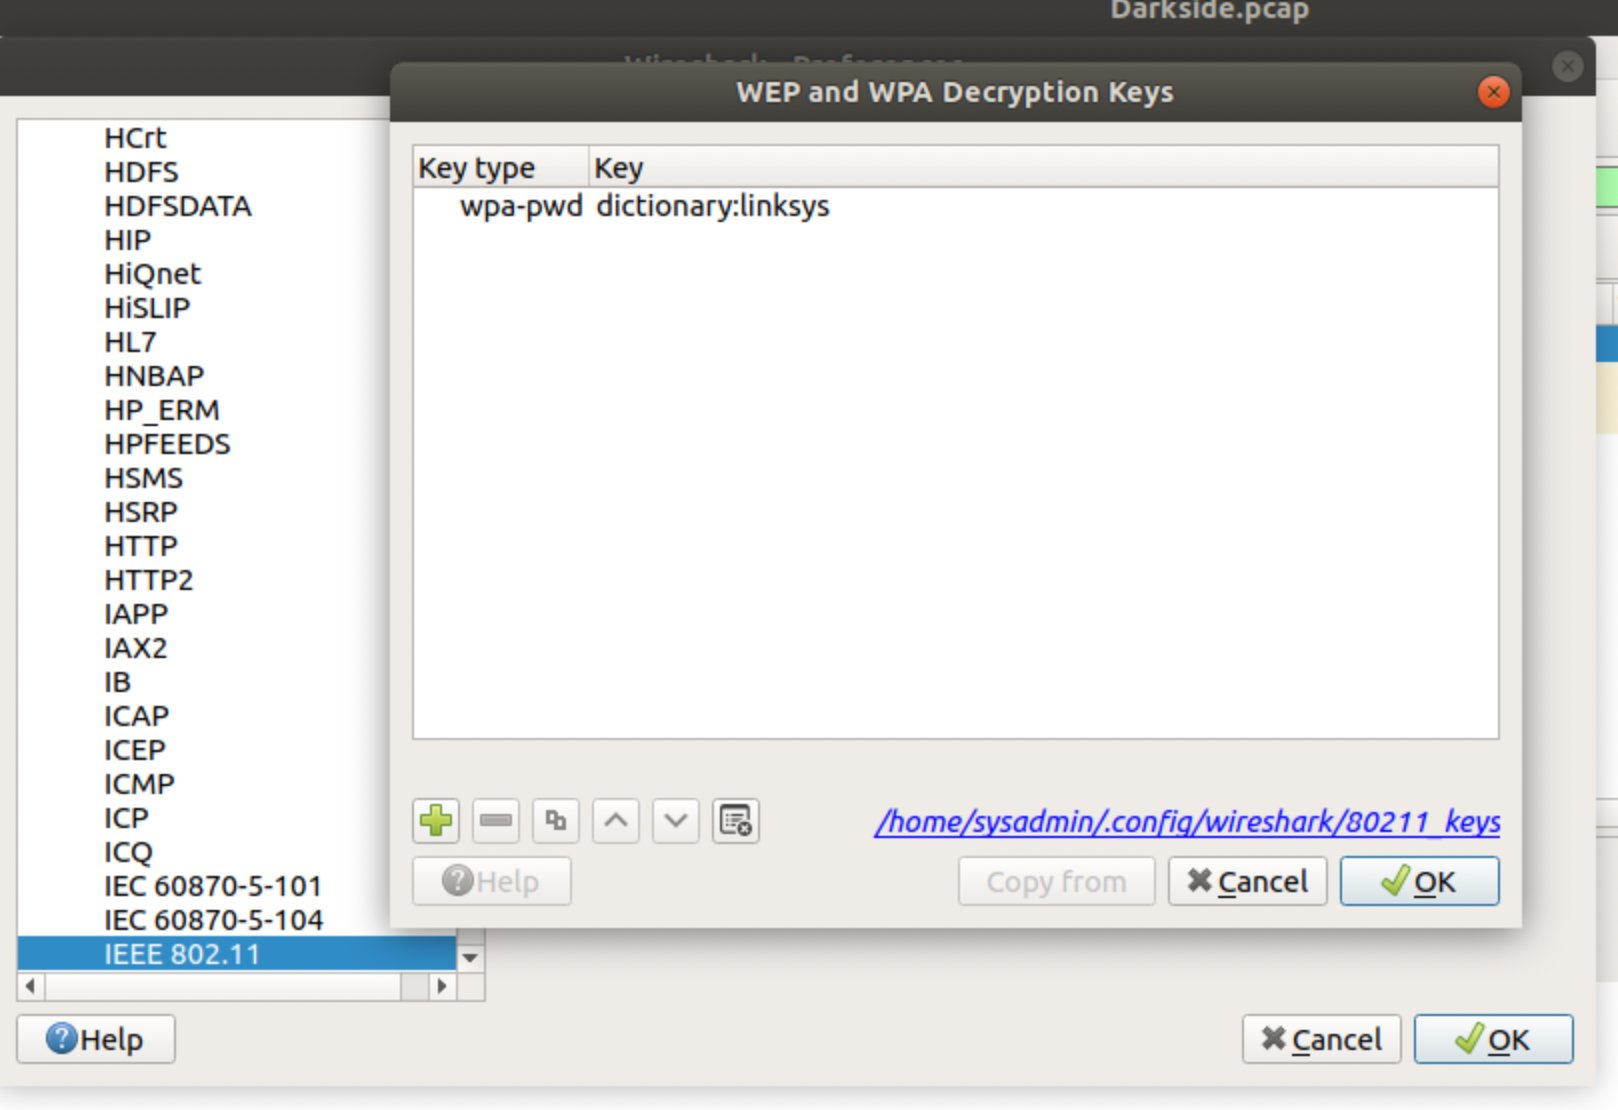 Darkside.pcap
Wireshark · Preferences
WEP and WPA Decryption Keys
HCrt
HDFS
HDFSDATA
HIP
HiQnet
HiSLIP
HL7
HNBAP
HP_ERM
HPFEEDS
HSMS
HSRP
HTTP
HTTP2
IAPP
IAX2
IB
ICAP
ICEP
ICMP
ICP
ICQ
IEC 60870-5-101
IEC 60870-5-104
IEEE 802.11
Key type Key
wpa-pwd dictionary:linksys
/home/sysadmin/.config/wireshark/80211_keys
Help Copy from Cancel OK
Help Cancel OK